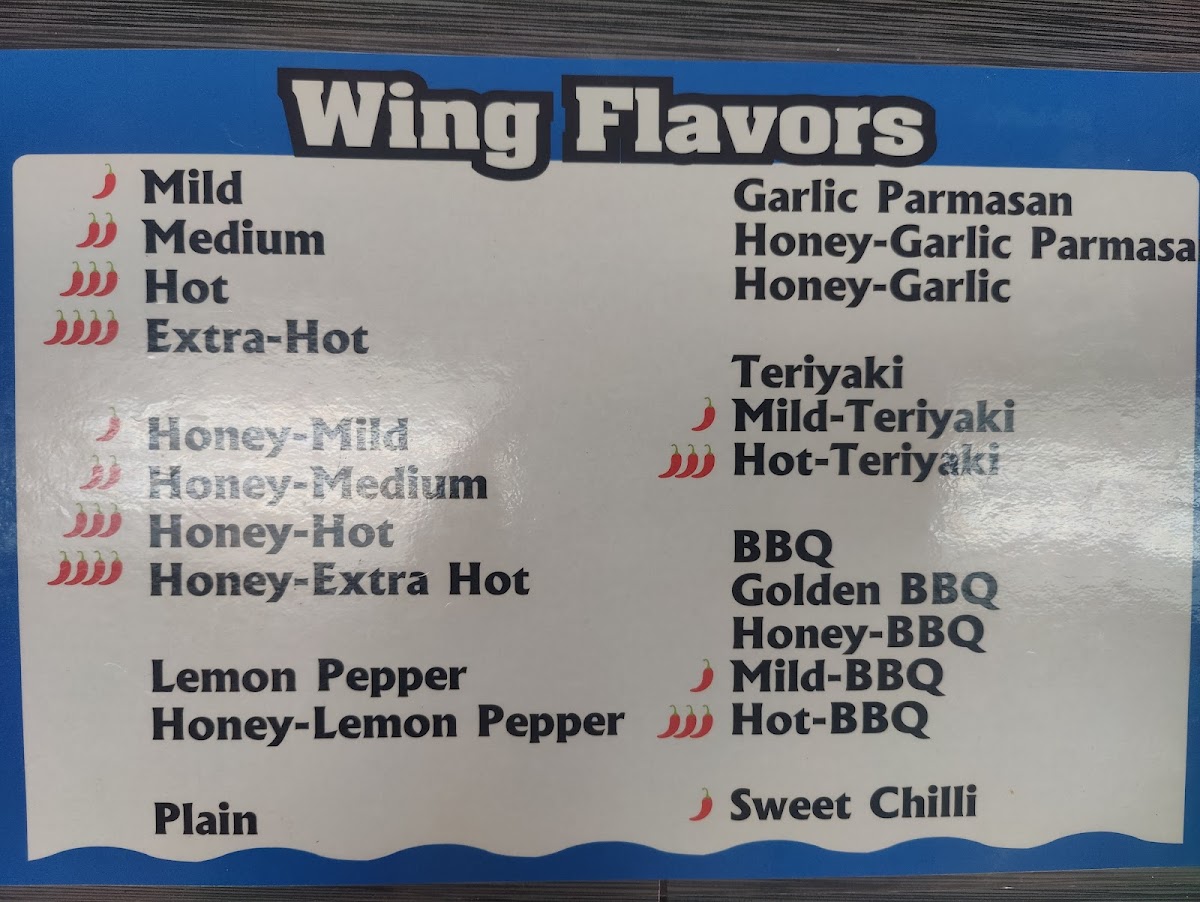 Wing Flavors
Mild
Medium
Hot
Extra-Hot
Honey-Mild
Honey-Medium
Honey-Hot
Honey-Extra Hot
Lemon Pepper
Honey-Lemon Pepper
Plain
Garlic Parmasan
Honey-Garlic Parmasa
Honey-Garlic
Teriyaki
Mild-Teriyaki
Hot-Teriyaki
BBQ
Golden BBQ
Honey-BBQ
Mild-BBQ
Hot-BBQ
Sweet Chilli